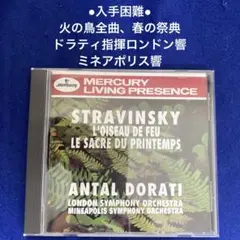 ●入手困難●
火の鳥全曲、春の祭典
ドラティ指揮ロンドン響
ミネアポリス響
MERCURY
LIVING PRESENCE
STRAVINSKY
L'OISEAU DE FEU
LE SACRE DU PRINTEMPS
ANTAL DORATI
LONDON SYMPHONY ORCHESTRA
MINEAPOLIS SYMPHONY ORCHESTRA